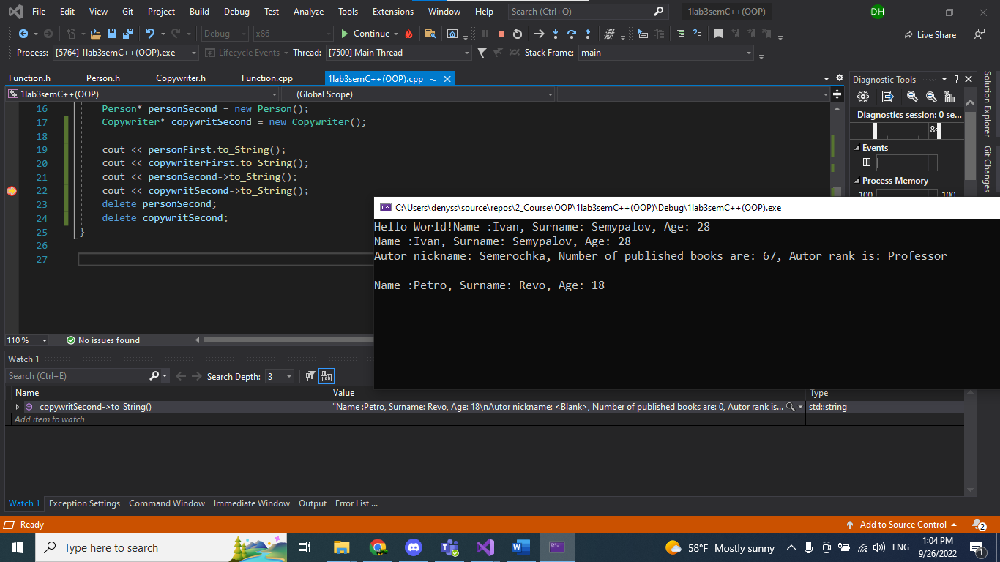 File Edit View Git Project Build Debug Test Analyze Tools Extensions Window Help Search (Ctrl+Q) 1lab3semC++(OOP) DH
Debug x86 Continue Live Share
Process: [5764] 1lab3semC++(OOP).exe Lifecycle Events Thread: [7500] Main Thread Stack Frame: main
Function.h Person.h Copywriter.h Function.cpp 1lab3semC++(OOP).cpp
1lab3semC++(OOP) (Global Scope)
16 Person* personSecond = new Person();
17 Copywriter* copywritSecond = new Copywriter();
18
19 cout << personFirst.to_String();
20 cout << copywriterFirst.to_String();
21 cout << personSecond->to_String();
22 cout << copywritSecond->to_String();
23 delete personSecond;
24 delete copywritSecond;
25 }
26
27
110 % No issues found
Diagnostic Tools
Diagnostics session: 0 se...
8s
Events
Process Memory
100 100
Solution Explorer
Git Changes
C:\Users\denyss\source\repos\2_Course\OOP\1lab3semC++(OOP)\Debug\1lab3semC++(OOP).exe
Hello World!Name :Ivan, Surname: Semypalov, Age: 28
Name :Ivan, Surname: Semypalov, Age: 28
Autor nickname: Semerochka, Number of published books are: 67, Autor rank is: Professor
Name :Petro, Surname: Revo, Age: 18
Watch 1
Search (Ctrl+E) Search Depth: 3
Name Value Type
copywritSecond->to_String() "Name :Petro, Surname: Revo, Age: 18\nAutor nickname: <Blank>, Number of published books are: 0, Autor rank is... std::string
Add item to watch
Watch 1 Exception Settings Command Window Immediate Window Output Error List ...
Ready Add to Source Control 2
Type here to search 58°F Mostly sunny ENG 1:04 PM
9/26/2022 1